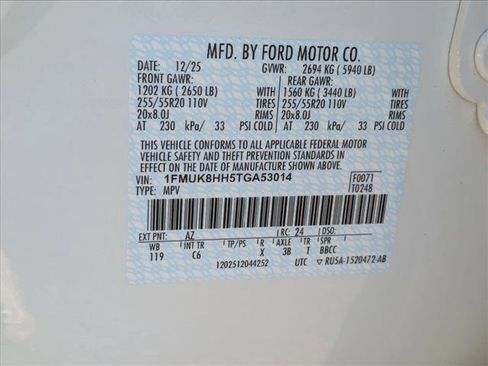 MFD. BY FORD MOTOR CO.
DATE: 12/25 GVWR: 2694 KG ( 5940 LB)
FRONT GAWR: REAR GAWR:
1202 KG ( 2650 LB) WITH 1560 KG ( 3440 LB) WITH
255/55R20 110V TIRES 255/55R20 110V TIRES
20x8.0J RIMS 20x8.0J RIMS
AT 230 kPa/ 33 PSI COLD AT 230 kPa/ 33 PSI COLD
THIS VEHICLE CONFORMS TO ALL APPLICABLE FEDERAL MOTOR
VEHICLE SAFETY AND THEFT PREVENTION STANDARDS IN
EFFECT ON THE DATE OF MANUFACTURE SHOWN ABOVE.
VIN: 1FMUK8HH5TGA53014 F0071
TYPE: MPV T0248
EXT PNT: AZ RC: 24 DSO:
WB INT TR TP/PS R AXLE TR SPR
119 C6 X 3B T BBCC
1202512044252 UTC ▽ RUSA-1520472-AB